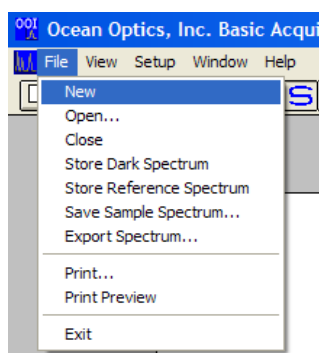 OOI Ocean Optics, Inc. Basic Acqui
File View Setup Window Help
S
New
Open...
Close
Store Dark Spectrum
Store Reference Spectrum
Save Sample Spectrum...
Export Spectrum...
Print...
Print Preview
Exit